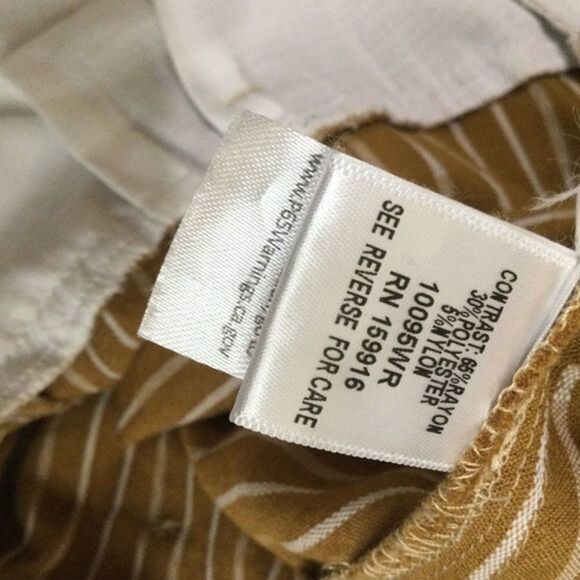 CONTRAST: 65% RAYON
30% POLYESTER
5% NYLON
10095WR
RN 159916
SEE REVERSE FOR CARE
www.P65Warnings.ca.gov